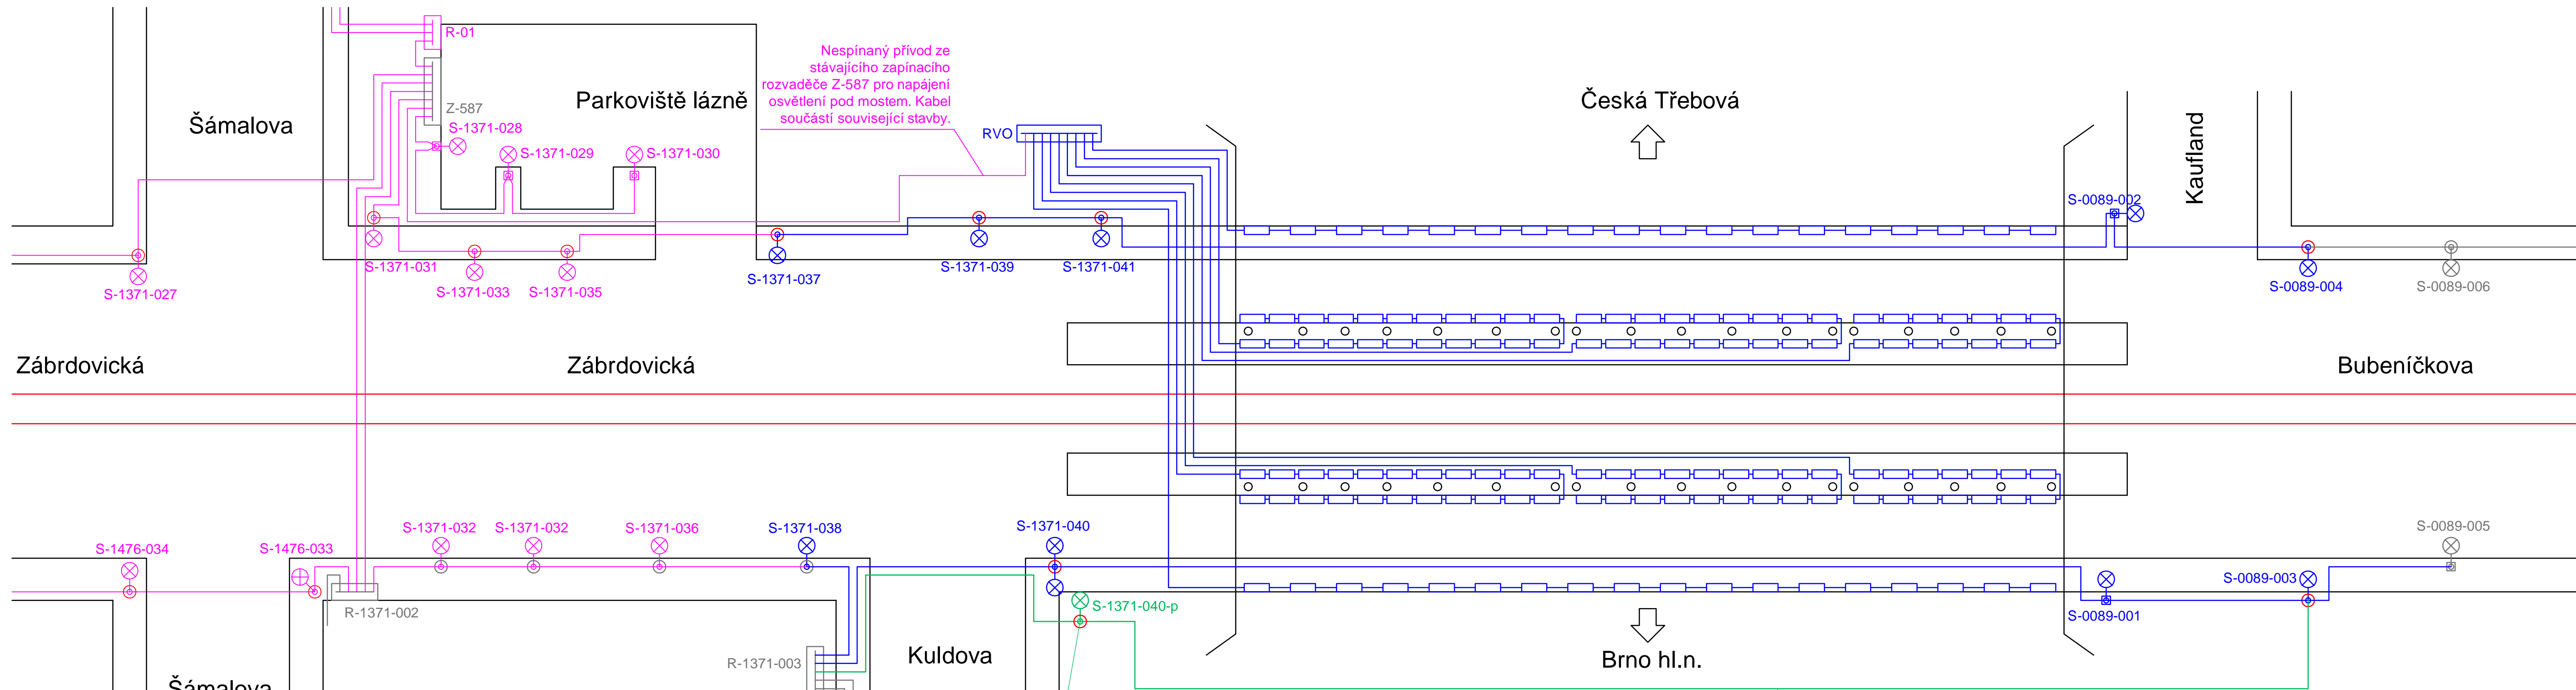 R-01
Nespínaný přívod ze
stávajícího zapínacího
rozvaděče Z-587 pro napájení
osvětlení pod mostem. Kabel
součástí související stavby.
Parkoviště lázně
Česká Třebová
Z-587
Šámalova
S-1371-028
RVO
Kaufland
S-1371-029
S-1371-030
S-0089-002
S-1371-031
S-1371-039
S-1371-041
S-1371-037
S-0089-004
S-0089-006
S-1371-027
S-1371-033
S-1371-035
Zábrdovická
Zábrdovická
Bubeníčkova
S-1371-032
S-1371-032
S-1371-036
S-1371-038
S-1371-040
S-0089-005
S-1476-034
S-1476-033
S-0089-003
S-1371-040-p
R-1371-002
S-0089-001
Kuldova
R-1371-003
Brno hl.n.
Šámalova